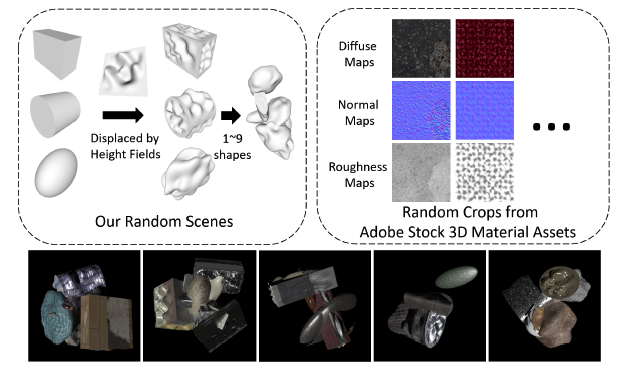 Displaced by
Height Fields
1~9
shapes
Our Random Scenes
Diffuse
Maps
Normal
Maps
Roughness
Maps
Random Crops from
Adobe Stock 3D Material Assets